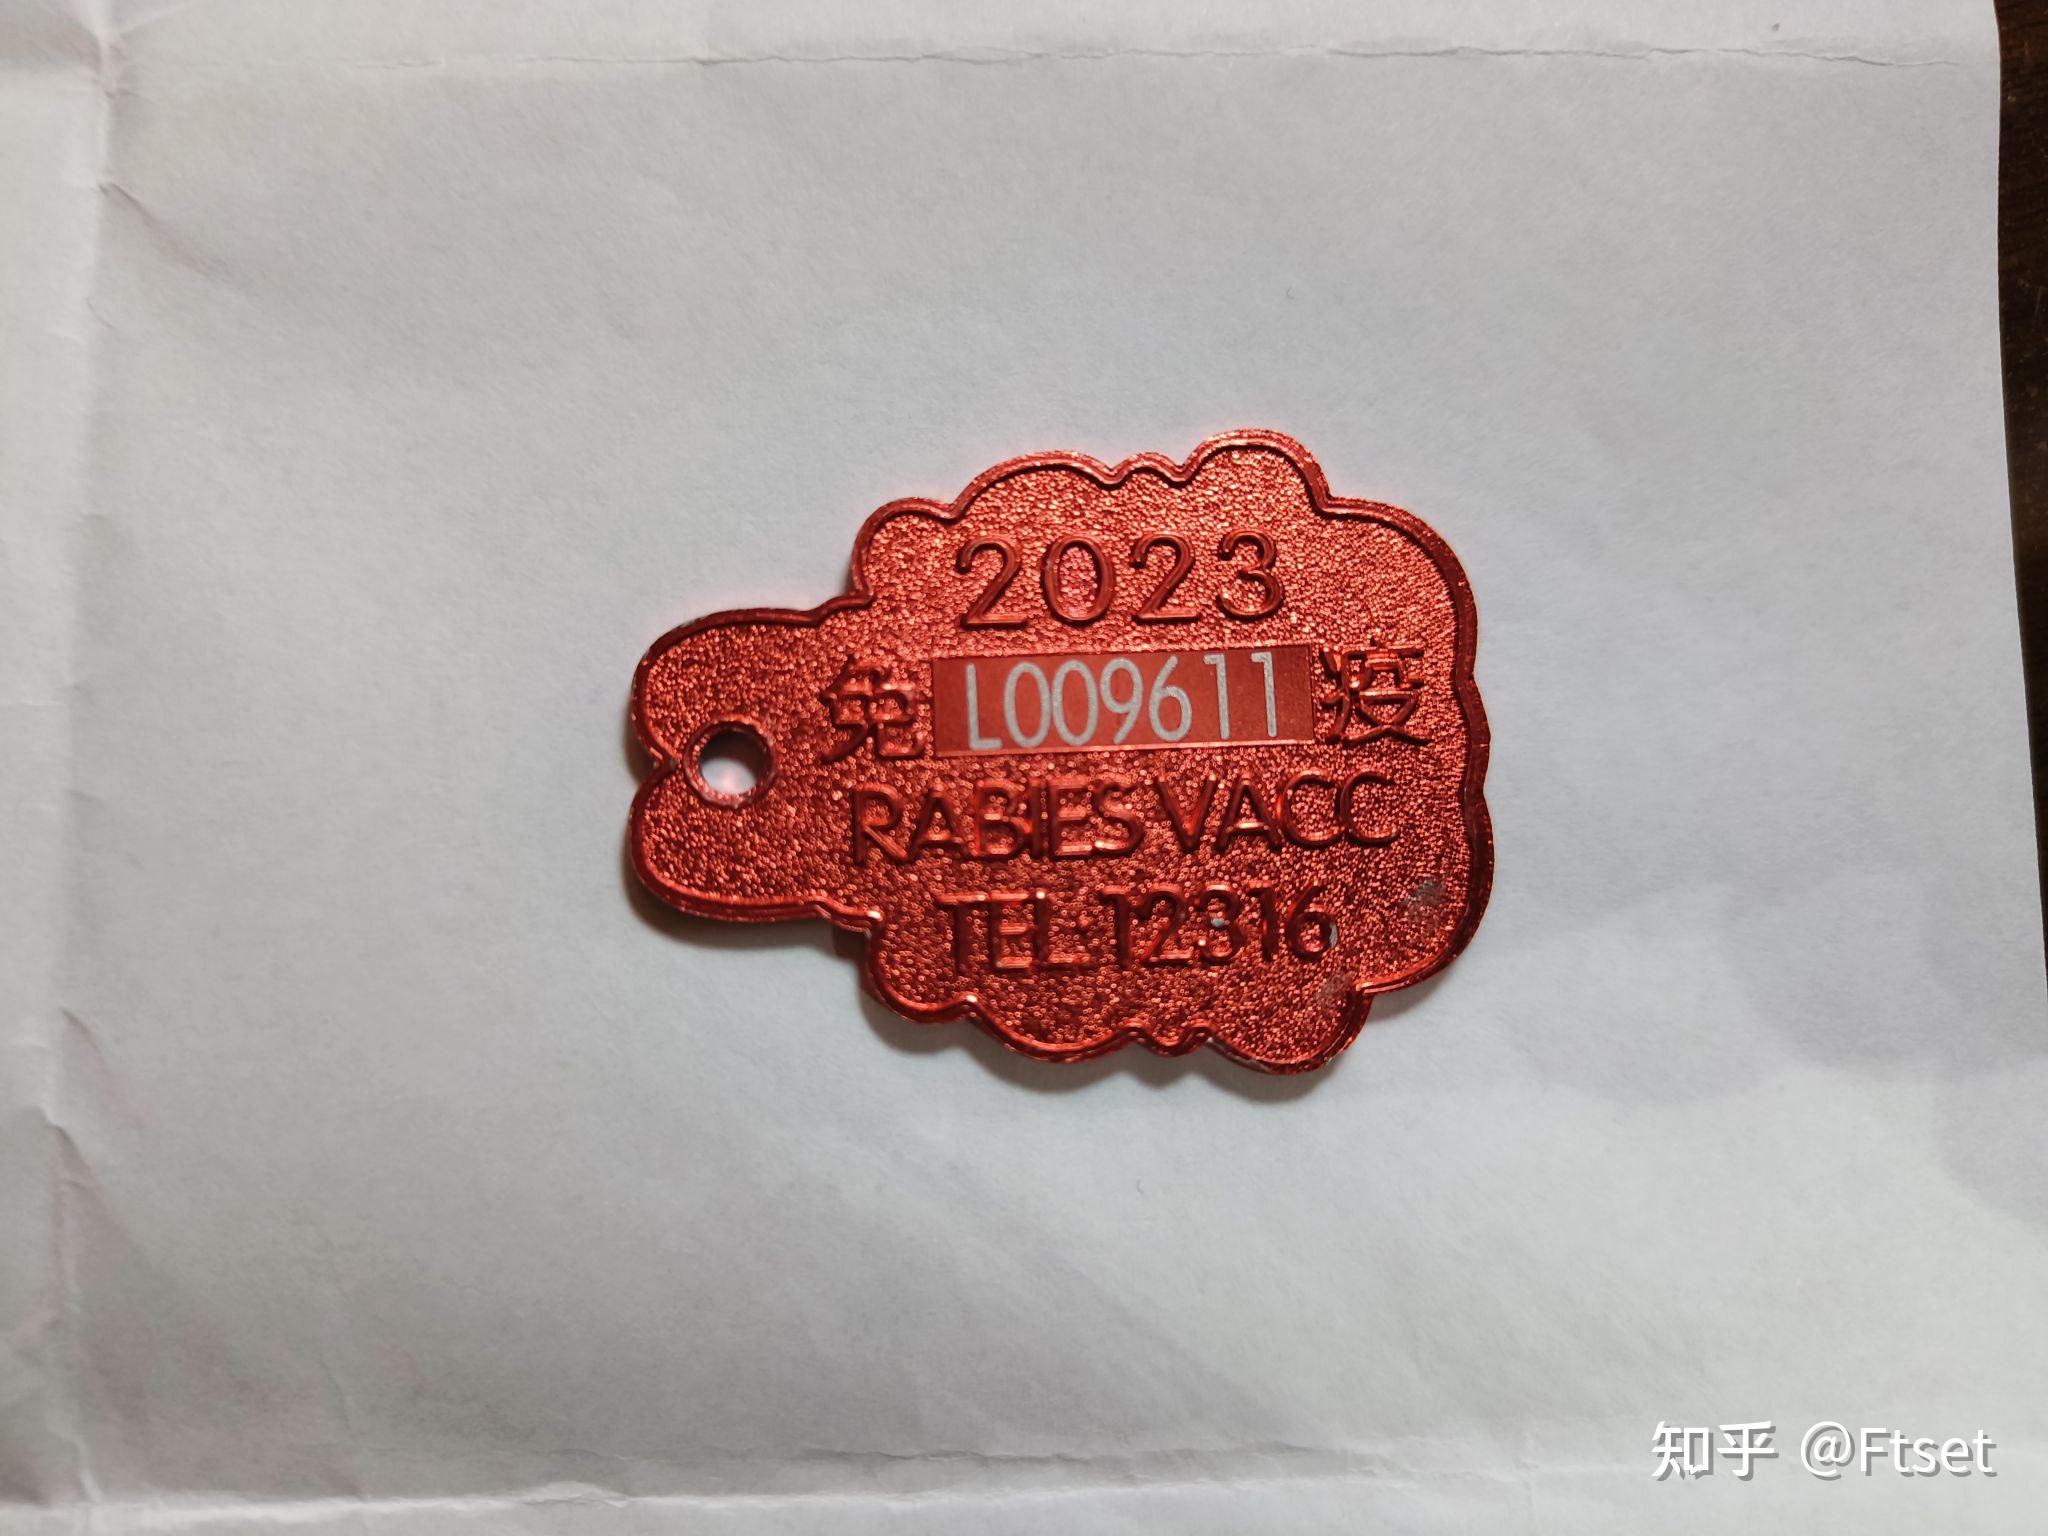 2023
免 L009611 疫
RABIES VACC
TEL:12316
知乎 @Ftset